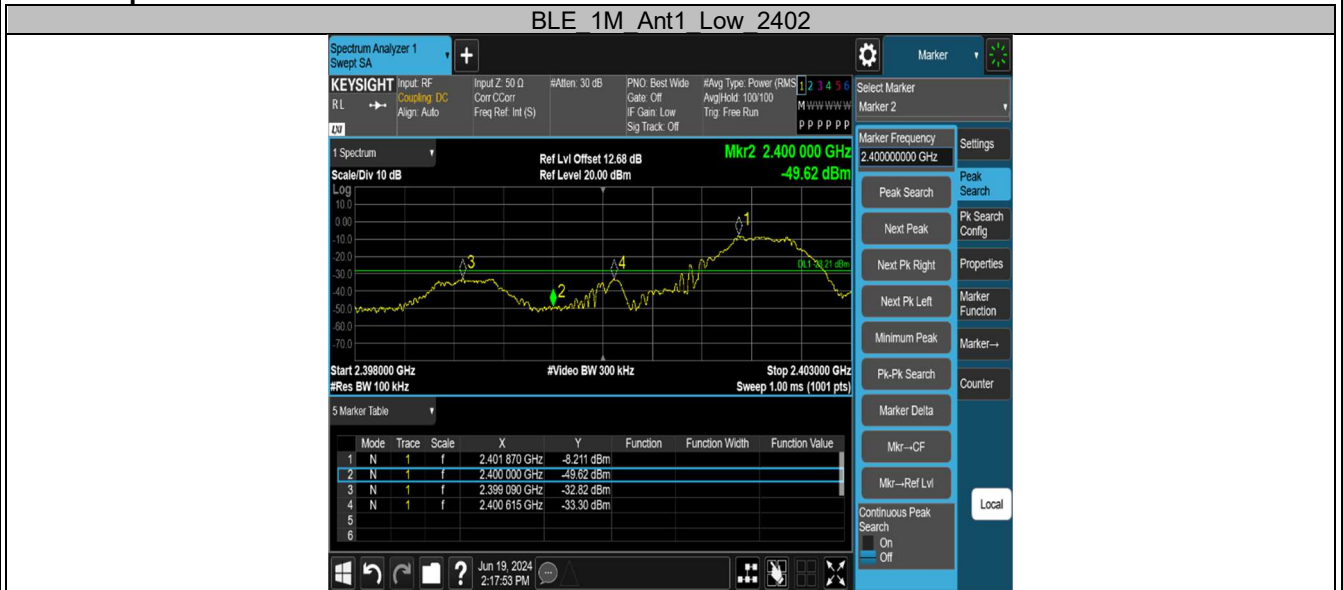 BLE_1M_Ant1_Low_2402
Spectrum Analyzer 1
Swept SA
+
Marker
KEYSIGHT
RL
LXI
Input: RF
Coupling: DC
Align: Auto
Input Z: 50 Ω
Corr CCorr
Freq Ref: Int (S)
#Atten: 30 dB
PNO: Best Wide
Gate: Off
IF Gain: Low
Sig Track: Off
#Avg Type: Power (RMS
Avg|Hold: 100/100
Trig: Free Run
1 2 3 4 5 6
M W W W W W
P P P P P P
Select Marker
Marker 2
1 Spectrum
Scale/Div 10 dB
Ref Lvl Offset 12.68 dB
Ref Level 20.00 dBm
Mkr2 2.400 000 GHz
-49.62 dBm
Log
10.0
0.00
-10.0
-20.0
-30.0
-40.0
-50.0
-60.0
-70.0
1
2
3
4
DL1 -28.21 dBm
Start 2.398000 GHz
#Res BW 100 kHz
#Video BW 300 kHz
Stop 2.403000 GHz
Sweep 1.00 ms (1001 pts)
5 Marker Table
Mode Trace Scale X Y Function Function Width Function Value
1 N 1 f 2.401 870 GHz -8.211 dBm
2 N 1 f 2.400 000 GHz -49.62 dBm
3 N 1 f 2.399 090 GHz -32.82 dBm
4 N 1 f 2.400 615 GHz -33.30 dBm
5
6
Marker Frequency
2.400000000 GHz
Peak Search
Next Peak
Next Pk Right
Next Pk Left
Minimum Peak
Pk-Pk Search
Marker Delta
Mkr→CF
Mkr→Ref Lvl
Continuous Peak
Search
On
Off
Settings
Peak
Search
Pk Search
Config
Properties
Marker
Function
Marker→
Counter
Local
?
Jun 19, 2024
2:17:53 PM